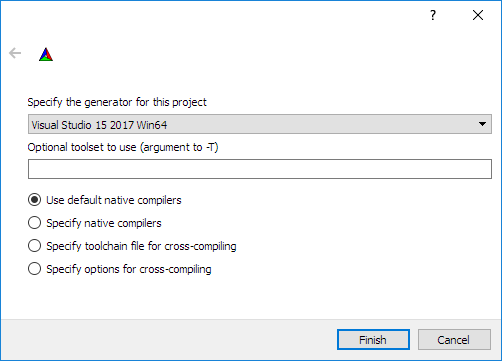 ?
Specify the generator for this project
Visual Studio 15 2017 Win64
Optional toolset to use (argument to -T)
Use default native compilers
Specify native compilers
Specify toolchain file for cross-compiling
Specify options for cross-compiling
Finish Cancel